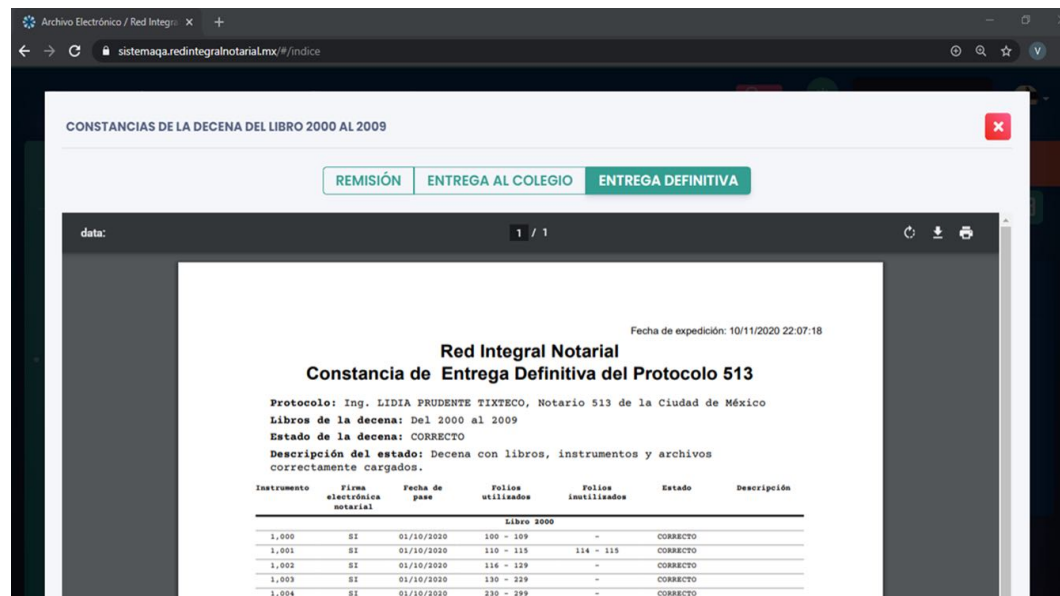 Archivo Electrónico / Red Integra
sistemaqa.redintegralnotarial.mx/#/indice
V
CONSTANCIAS DE LA DECENA DEL LIBRO 2000 AL 2009
REMISIÓN ENTREGA AL COLEGIO ENTREGA DEFINITIVA
data: 1 / 1
Fecha de expedición: 10/11/2020 22:07:18
Red Integral Notarial
Constancia de Entrega Definitiva del Protocolo 513
Protocolo: Ing. LIDIA PRUDENTE TIXTECO, Notario 513 de la Ciudad de México
Libros de la decena: Del 2000 al 2009
Estado de la decena: CORRECTO
Descripción del estado: Decena con libros, instrumentos y archivos
correctamente cargados.
Instrumento Firma Fecha de Folios Folios Estado Descripción
electrónica pase utilizados inutilizados
notarial
Libro 2000
1,000 SI 01/10/2020 100 - 109 - CORRECTO
1,001 SI 01/10/2020 110 - 115 114 - 115 CORRECTO
1,002 SI 01/10/2020 116 - 129 - CORRECTO
1,003 SI 01/10/2020 130 - 229 - CORRECTO
1,004 SI 01/10/2020 230 - 299 - CORRECTO